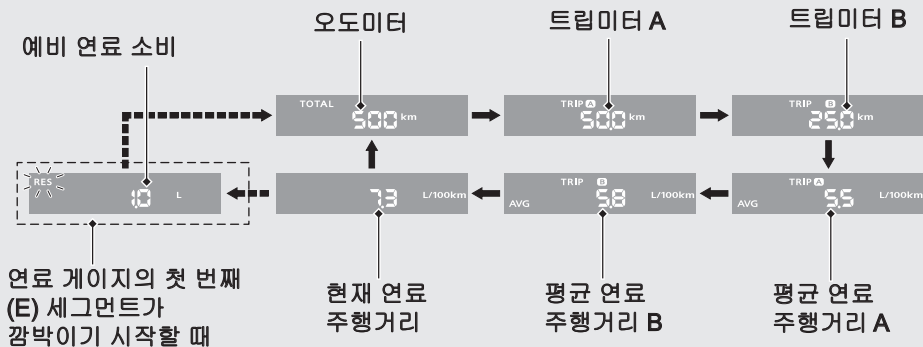 오도미터
트립미터 A
트립미터 B
예비 연료 소비
TOTAL
500 km
TRIP A
50.0 km
TRIP B
25.0 km
RES
1.0 L
7.3 L/100km
TRIP B
AVG 5.8 L/100km
TRIP A
AVG 5.5 L/100km
연료 게이지의 첫 번째
(E) 세그먼트가
깜박이기 시작할 때
현재 연료
주행거리
평균 연료
주행거리 B
평균 연료
주행거리 A